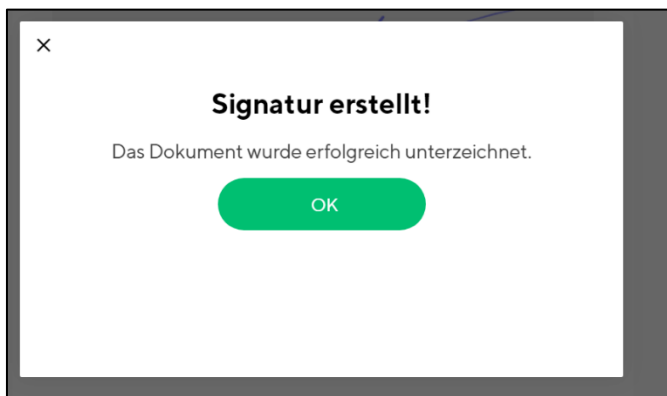 Signatur erstellt!
Das Dokument wurde erfolgreich unterzeichnet.
OK